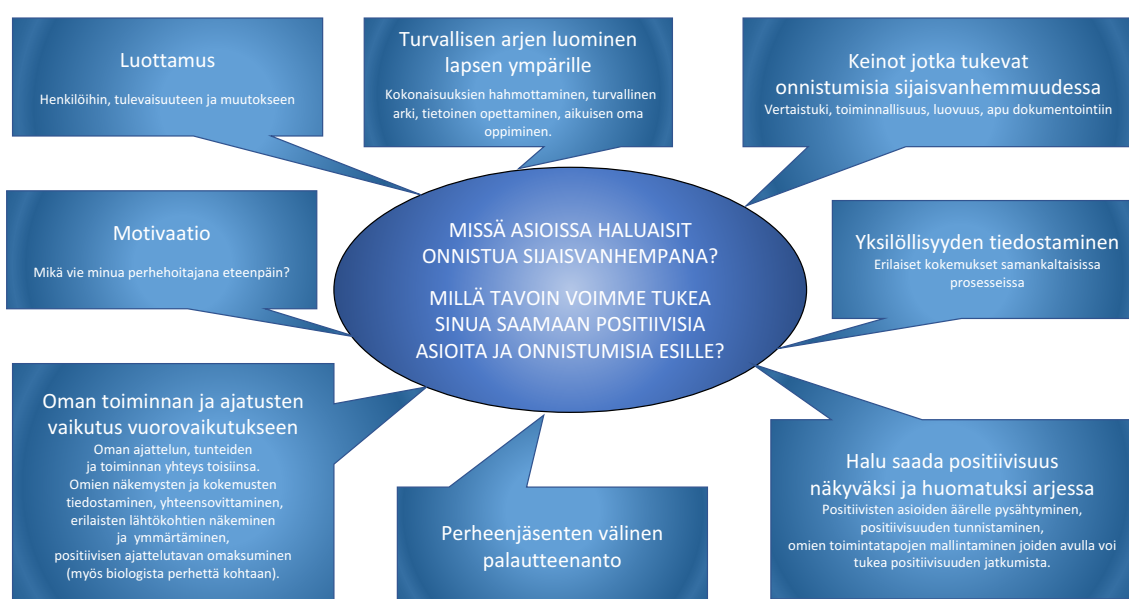 Luottamus
Henkilöihin, tulevaisuuteen ja muutokseen
Turvallisen arjen luominen
lapsen ympärille
Kokonaisuuksien hahmottaminen, turvallinen
arki, tietoinen opettaminen, aikuisen oma
oppiminen.
Keinot jotka tukevat
onnistumisia sijaisvanhemmuudessa
Vertaistuki, toiminnallisuus, luovuus, apu dokumentointiin
Motivaatio
Mikä vie minua perhehoitajana eteenpäin?
MISSÄ ASIOISSA HALUAISIT
ONNISTUA SIJAISVANHEMPANA?
MILLÄ TAVOIN VOIMME TUKEA
SINUA SAAMAAN POSITIIVISIA
ASIOITA JA ONNISTUMISIA ESILLE?
Yksilöllisyyden tiedostaminen
Erilaiset kokemukset samankaltaisissa
prosesseissa
Oman toiminnan ja ajatusten
vaikutus vuorovaikutukseen
Oman ajattelun, tunteiden
ja toiminnan yhteys toisiinsa.
Omien näkemysten ja kokemusten
tiedostaminen, yhteensovittaminen,
erilaisten lähtökohtien näkeminen
ja ymmärtäminen,
positiivisen ajattelutavan omaksuminen
(myös biologista perhettä kohtaan).
Perheenjäsenten välinen
palautteenanto
Halu saada positiivisuus
näkyväksi ja huomatuksi arjessa
Positiivisten asioiden äärelle pysähtyminen,
positiivisuuden tunnistaminen,
omien toimintatapojen mallintaminen joiden avulla voi
tukea positiivisuuden jatkumista.